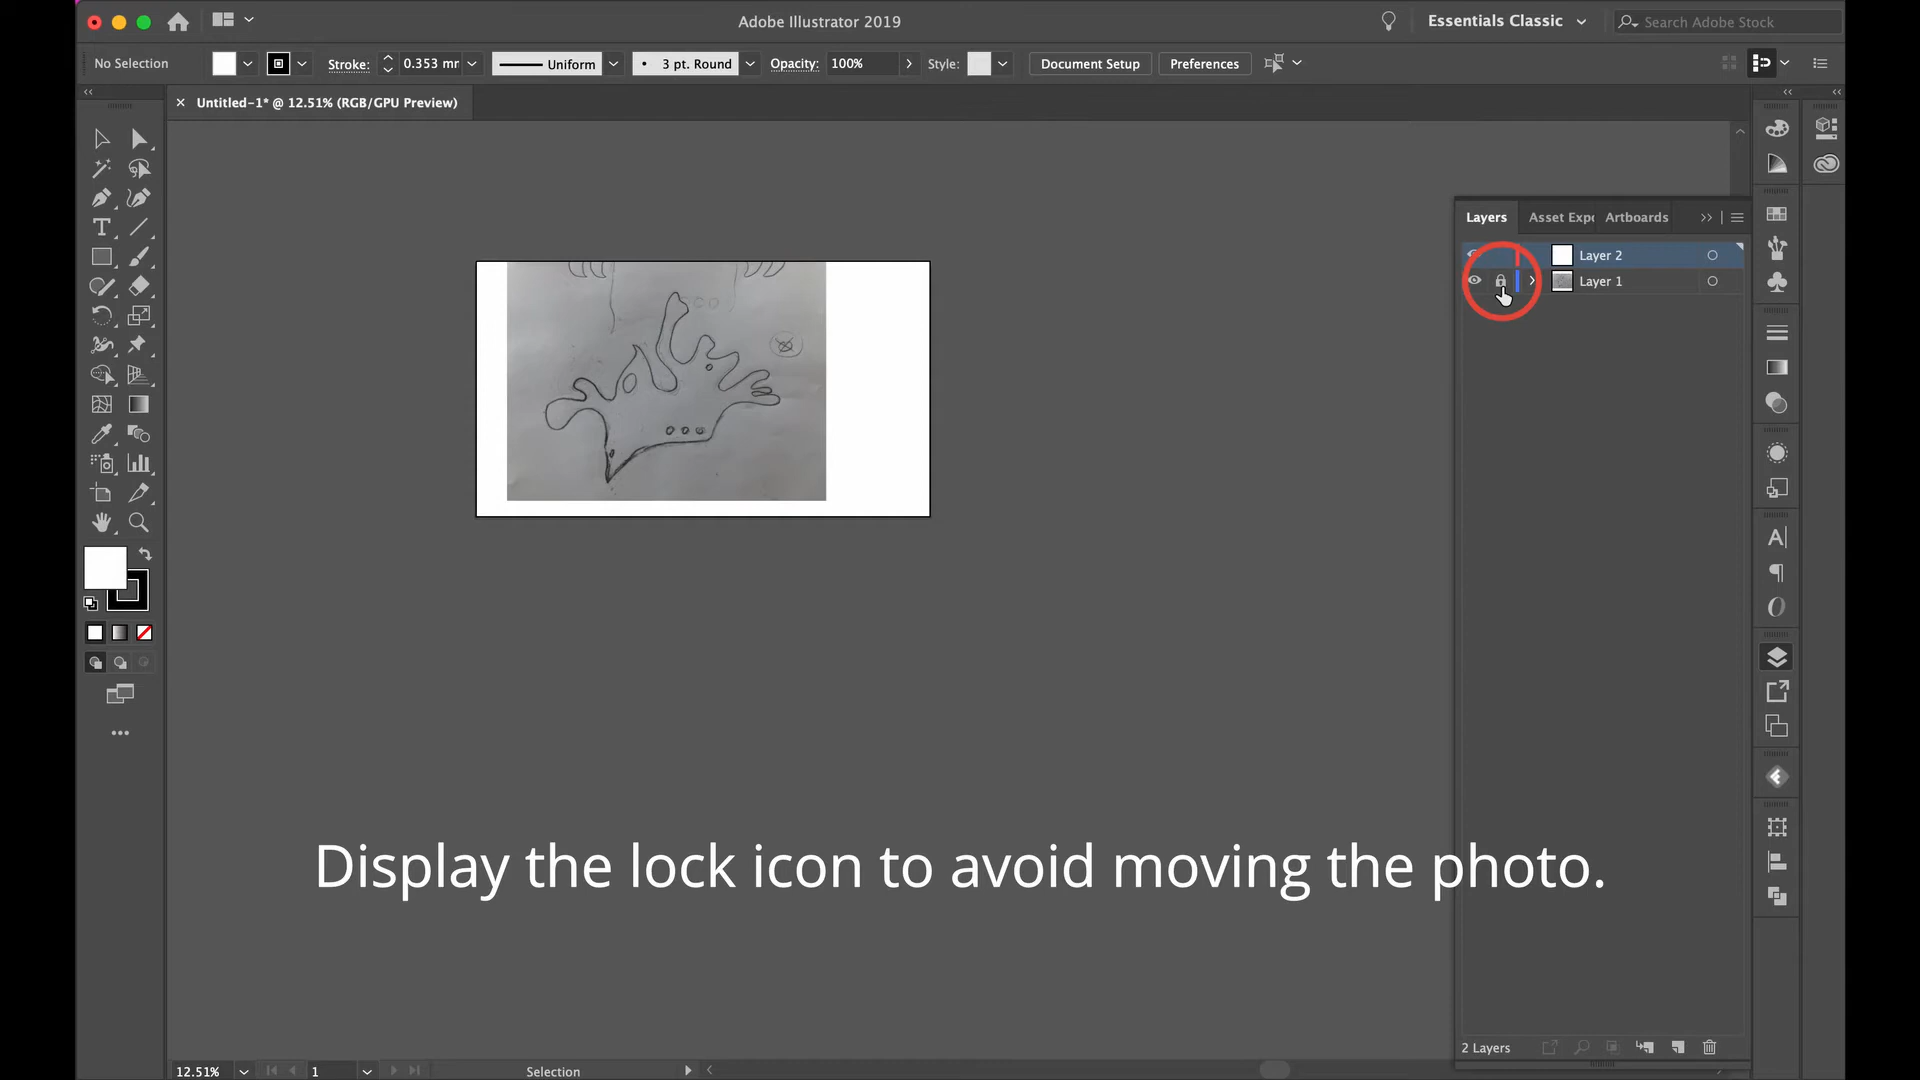 Adobe Illustrator 2019
Essentials Classic
Search Adobe Stock
No Selection
Stroke:
0.353 mm
Uniform
3 pt. Round
Opacity:
100%
Style:
Document Setup
Preferences
Untitled-1* @ 12.51% (RGB/GPU Preview)
Layers
Asset Expo
Artboards
Layer 2
Layer 1
Display the lock icon to avoid moving the photo.
2 Layers
12.51%
1
Selection